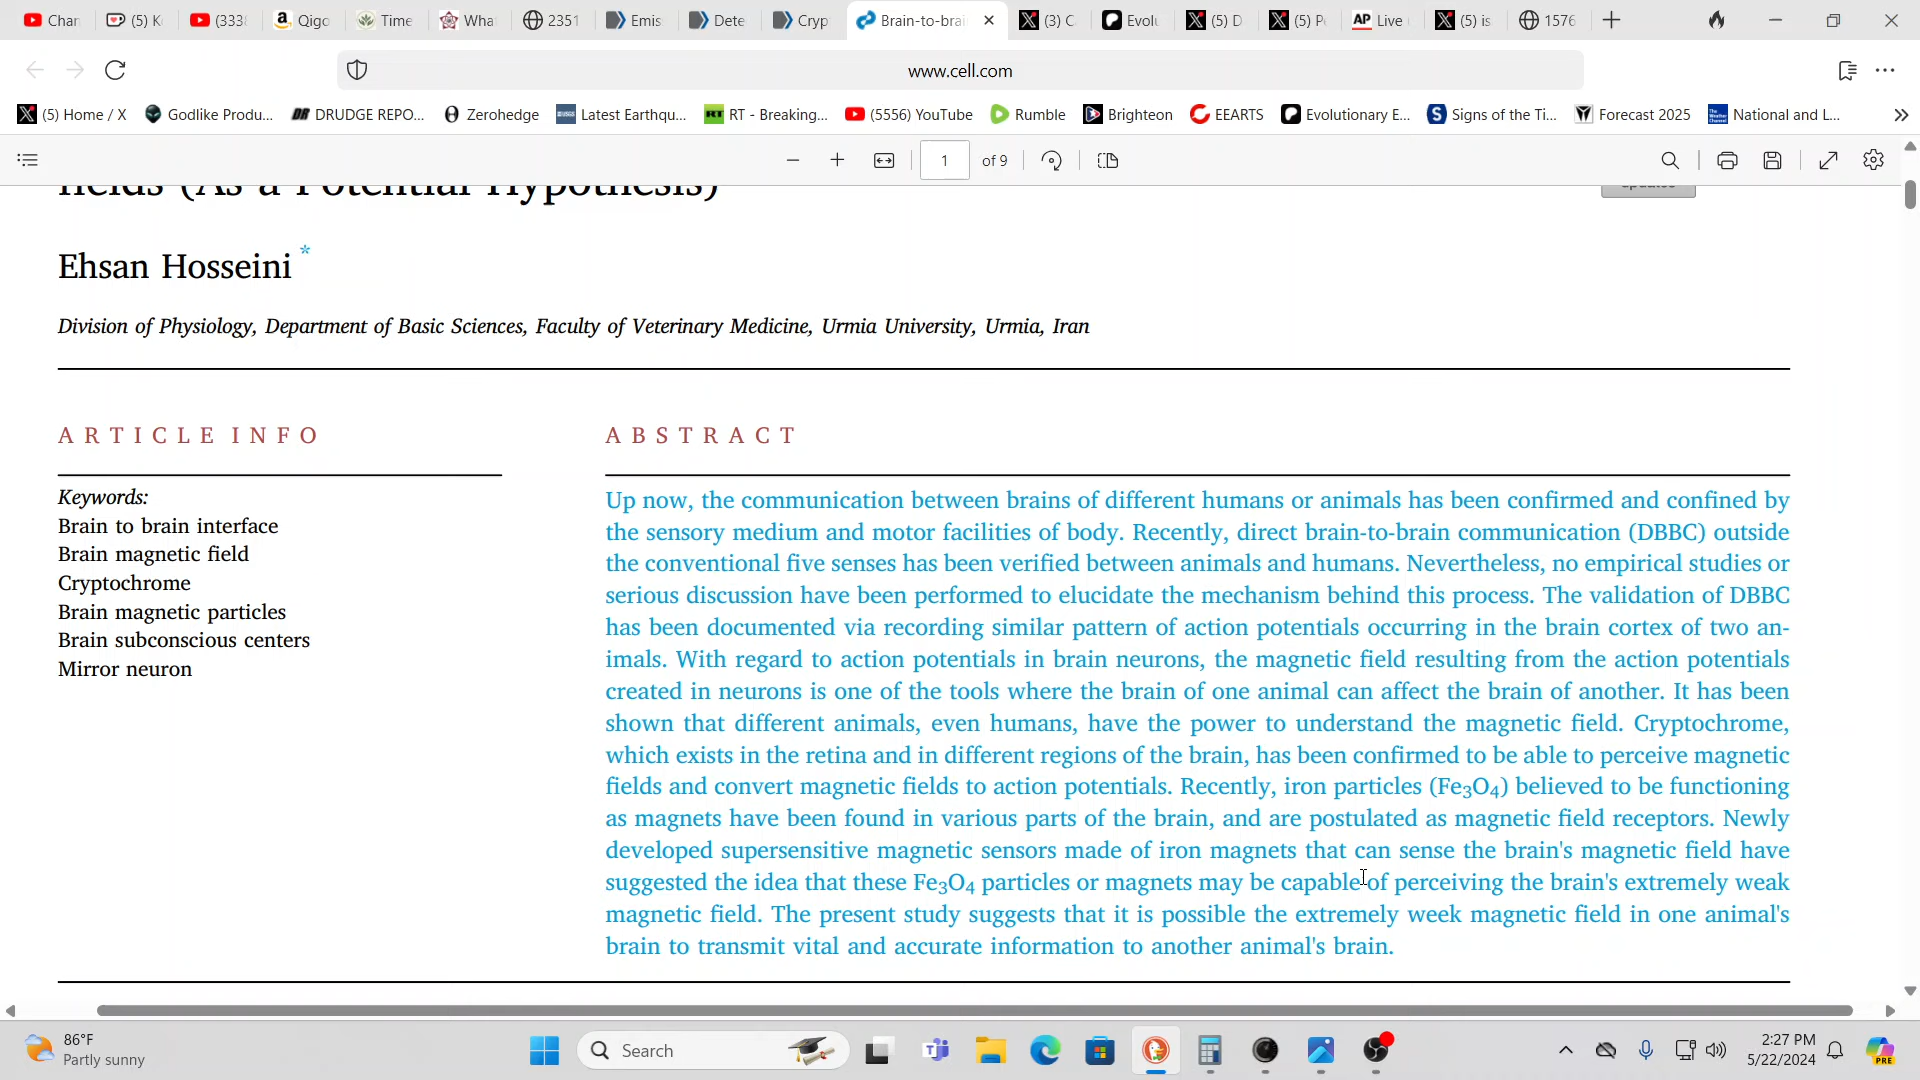 Chan
(5) K
(333
Qigo
Time
Wha
2351
Emis
Dete
Cryp
Brain-to-brai
(3) C
Evolu
(5) D
(5) P
AP Live
(5) is
1576
www.cell.com
(5) Home / X
Godlike Produ...
DRUDGE REPO...
Zerohedge
Latest Earthqu...
RT - Breaking...
(5556) YouTube
Rumble
Brighteon
EEARTS
Evolutionary E...
Signs of the Ti...
Forecast 2025
National and L...
1 of 9
fields (As a Potential Hypothesis)
Ehsan Hosseini *
Division of Physiology, Department of Basic Sciences, Faculty of Veterinary Medicine, Urmia University, Urmia, Iran
ARTICLE INFO
Keywords:
Brain to brain interface
Brain magnetic field
Cryptochrome
Brain magnetic particles
Brain subconscious centers
Mirror neuron
ABSTRACT
Up now, the communication between brains of different humans or animals has been confirmed and confined by
the sensory medium and motor facilities of body. Recently, direct brain-to-brain communication (DBBC) outside
the conventional five senses has been verified between animals and humans. Nevertheless, no empirical studies or
serious discussion have been performed to elucidate the mechanism behind this process. The validation of DBBC
has been documented via recording similar pattern of action potentials occurring in the brain cortex of two an-
imals. With regard to action potentials in brain neurons, the magnetic field resulting from the action potentials
created in neurons is one of the tools where the brain of one animal can affect the brain of another. It has been
shown that different animals, even humans, have the power to understand the magnetic field. Cryptochrome,
which exists in the retina and in different regions of the brain, has been confirmed to be able to perceive magnetic
fields and convert magnetic fields to action potentials. Recently, iron particles (Fe₃O₄) believed to be functioning
as magnets have been found in various parts of the brain, and are postulated as magnetic field receptors. Newly
developed supersensitive magnetic sensors made of iron magnets that can sense the brain's magnetic field have
suggested the idea that these Fe₃O₄ particles or magnets may be capable of perceiving the brain's extremely weak
magnetic field. The present study suggests that it is possible the extremely week magnetic field in one animal's
brain to transmit vital and accurate information to another animal's brain.
86°F
Partly sunny
Search
2:27 PM
5/22/2024
PRE